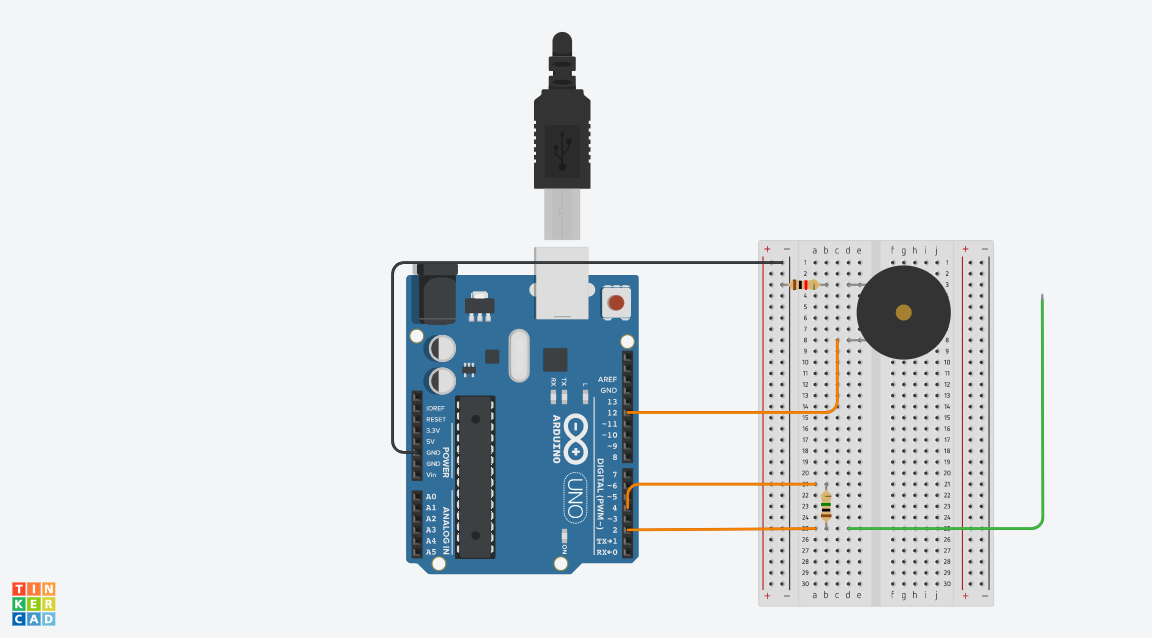 + − a b c d e f g h i j + −
1 1
2
3 3
4
5
6
7
8 8
9 9
10 10
11 11
12 12
13 13
14 14
15 15
16 16
17 17
18 18
19 19
20 20
21 21
22 22
23 23
24 24
25 25
26 26
27 27
28 28
29 29
30 30
+ − a b c d e f g h i j + −
RX TX L
AREF
GND
13
12
~11
~10
~9
8
7
~6
~5
4
~3
2
TX→1
RX←0
DIGITAL (PWM~)
ARDUINO
UNO
ON
IOREF
RESET
3.3V
5V
GND
GND
Vin
POWER
A0
A1
A2
A3
A4
A5
ANALOG IN
TIN
KER
CAD